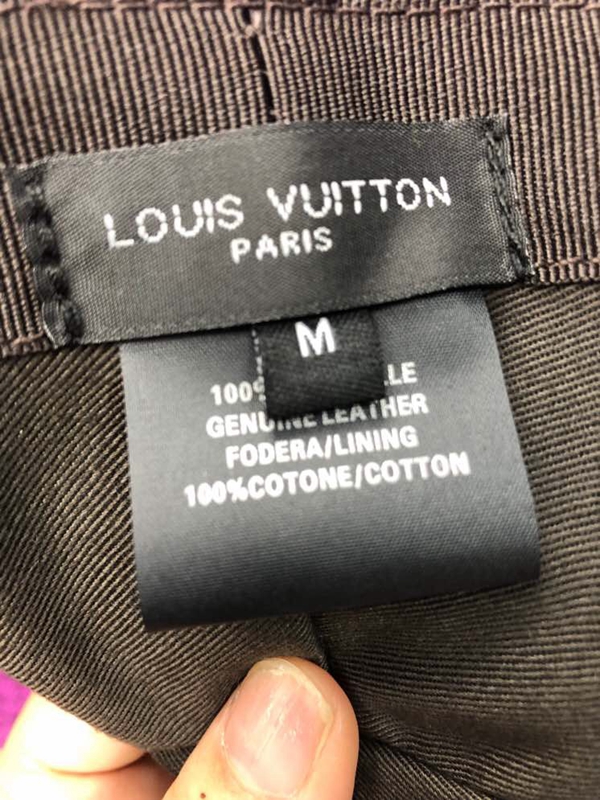 LOUIS VUITTON
PARIS
M
100%
GENUINE LEATHER
FODERA/LINING
100%COTONE/COTTON